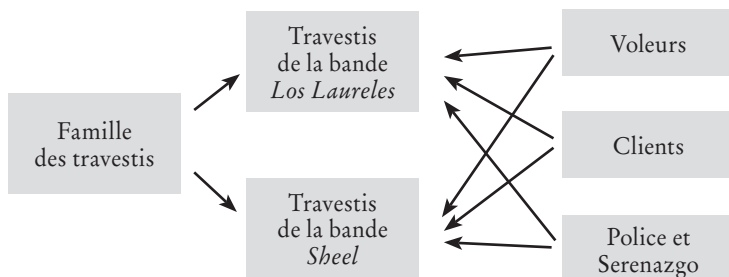 Famille
des travestis
Travestis
de la bande
Los Laureles
Travestis
de la bande
Sheel
Voleurs
Clients
Police et
Serenazgo